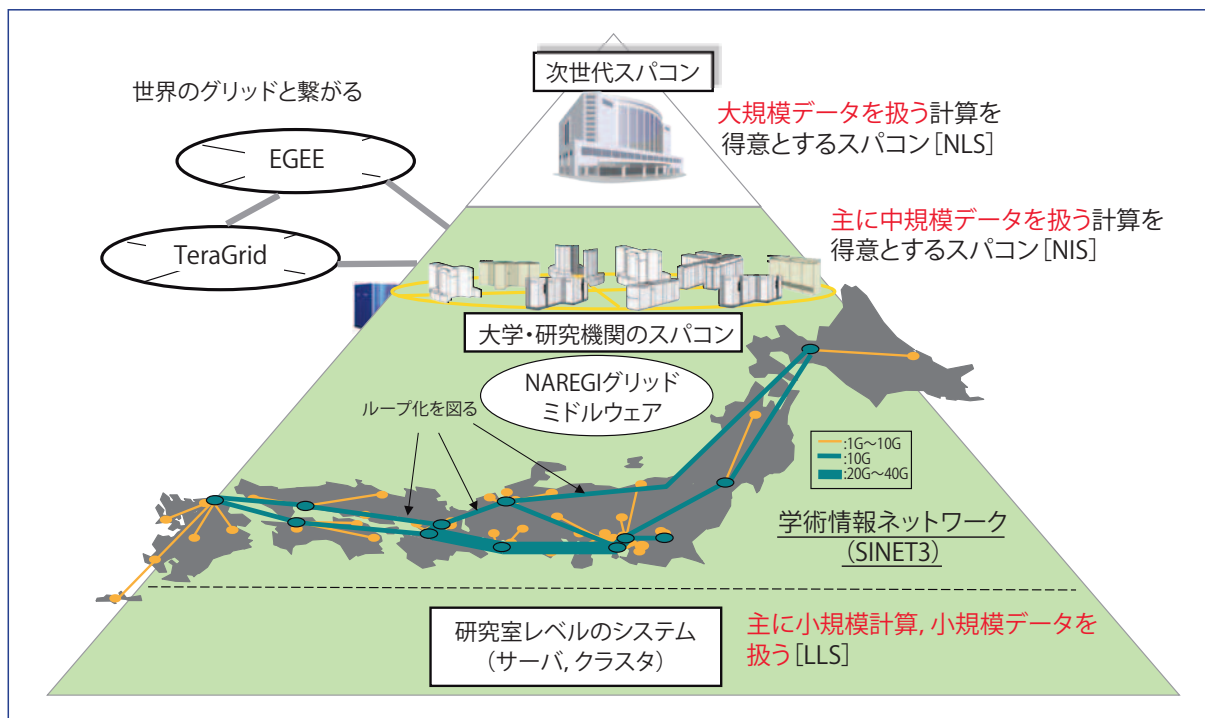 次世代スパコン
世界のグリッドと繋がる
大規模データを扱う計算を
得意とするスパコン[NLS]
EGEE
主に中規模データを扱う計算を
得意とするスパコン[NIS]
TeraGrid
大学・研究機関のスパコン
NAREGIグリッド
ミドルウェア
ループ化を図る
:1G〜10G
:10G
:20G〜40G
学術情報ネットワーク
(SINET3)
研究室レベルのシステム
(サーバ, クラスタ)
主に小規模計算, 小規模データを
扱う[LLS]